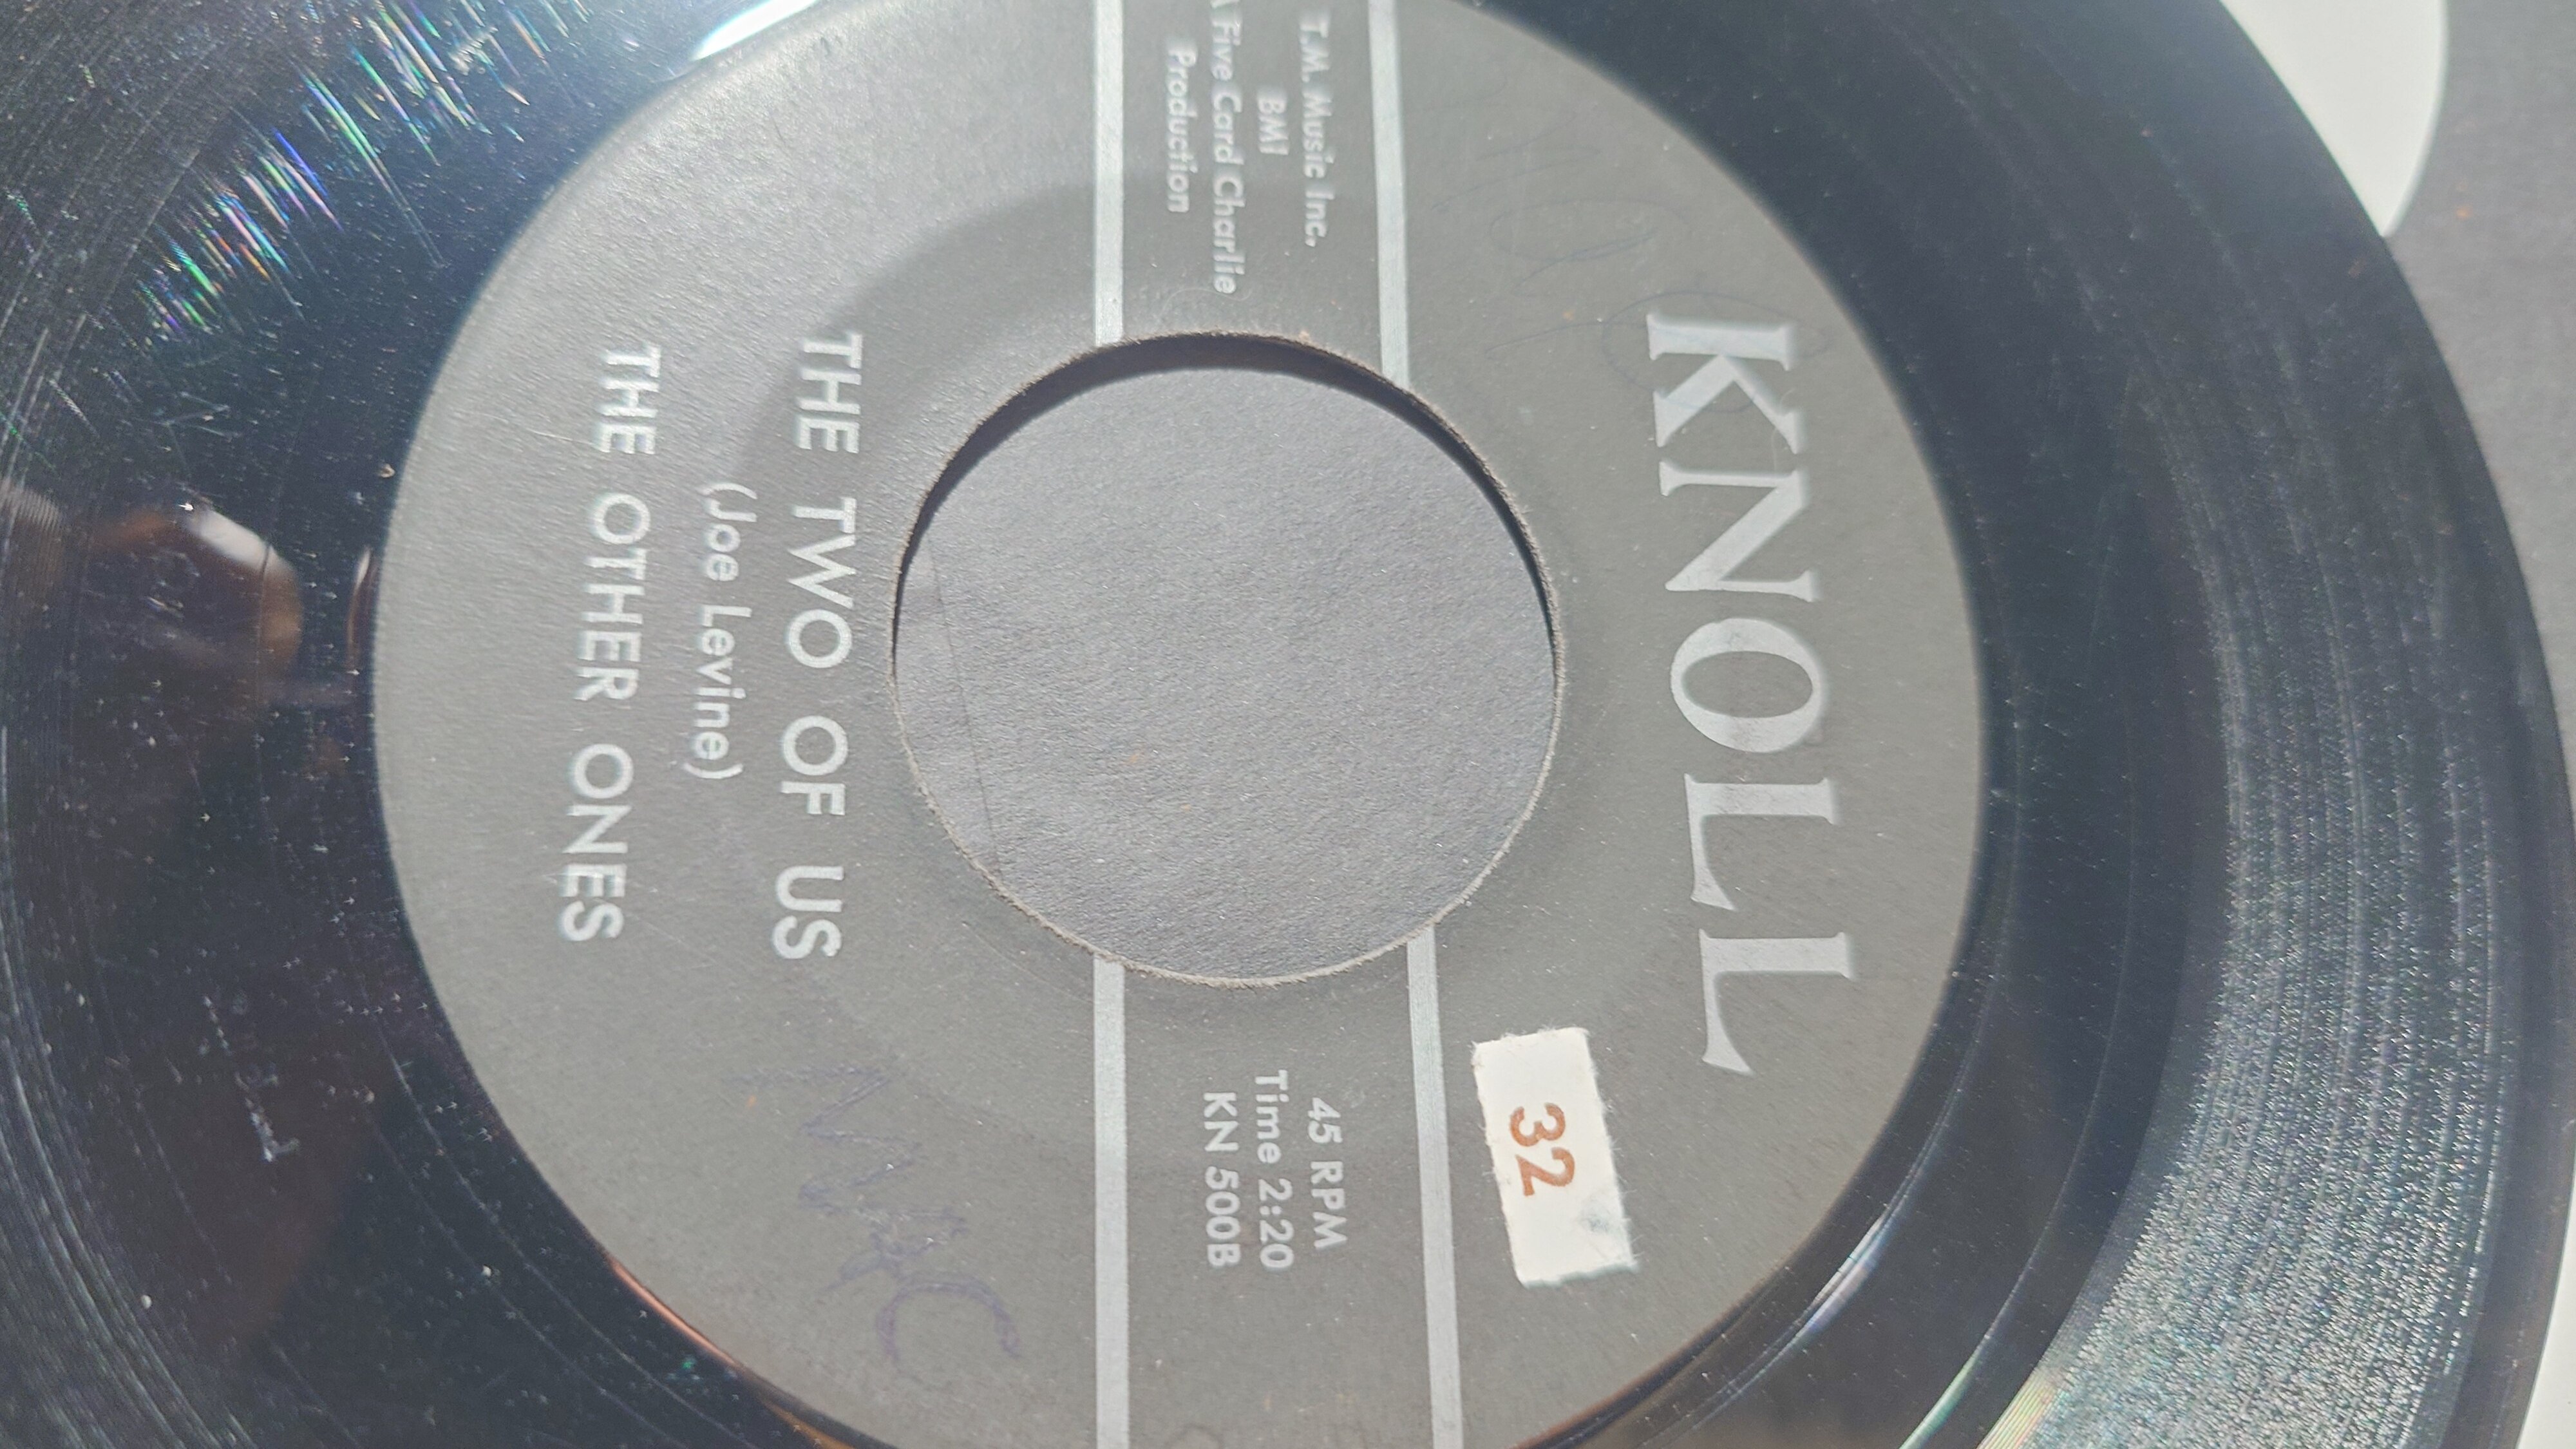 KNOLL
32
T.M. Music Inc.
BMI
A Five Card Charlie
Production
45 RPM
Time 2:20
KN 500B
THE TWO OF US
(Joe Levine)
THE OTHER ONES